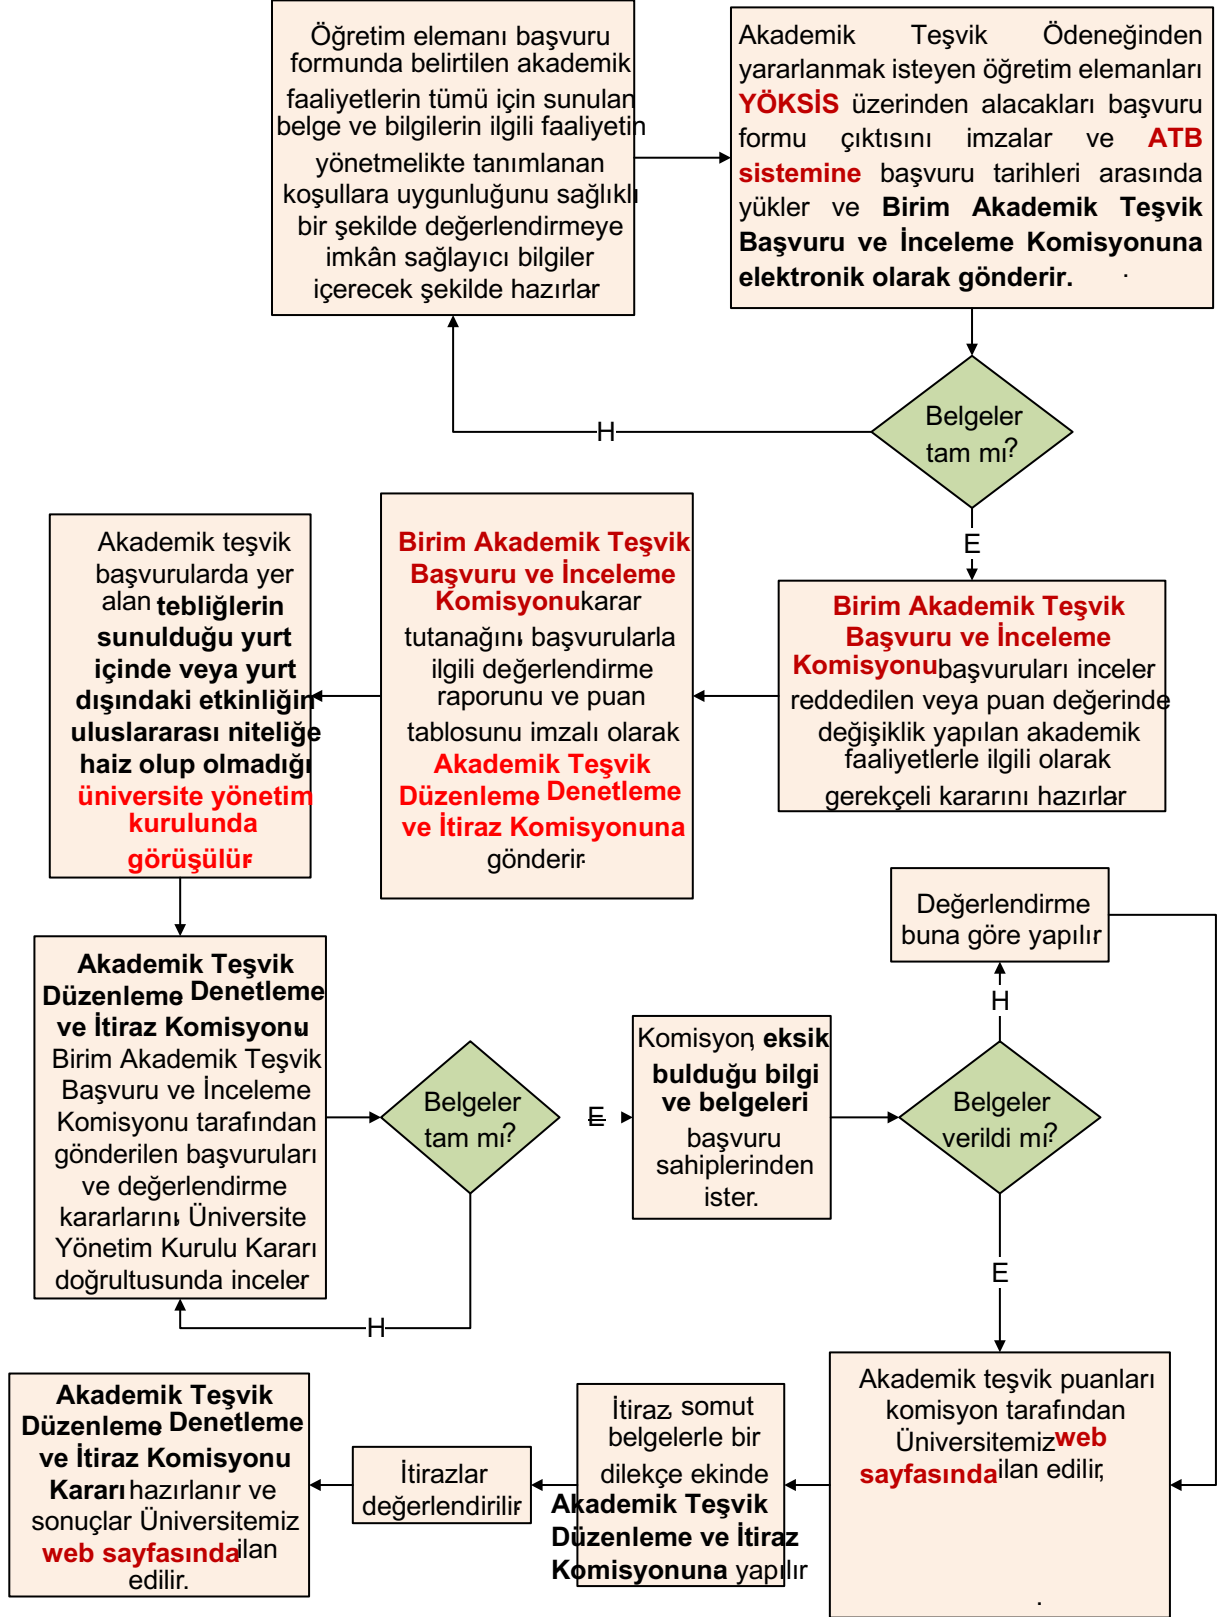 Öğretim elemanı başvuru
formunda belirtilen akademik
faaliyetlerin tümü için sunulan
belge ve bilgilerin ilgili faaliyetin
yönetmelikte tanımlanan
koşullara uygunluğunu sağlıklı
bir şekilde değerlendirmeye
imkân sağlayıcı bilgiler
içerecek şekilde hazırlar.
Akademik Teşvik Ödeneğinden
yararlanmak isteyen öğretim elemanları
YÖKSİS üzerinden alacakları başvuru
formu çıktısını imzalar ve ATB
sistemine başvuru tarihleri arasında
yükler ve Birim Akademik Teşvik
Başvuru ve İnceleme Komisyonuna
elektronik olarak gönderir. .
Belgeler
tam mı?
H
E
Birim Akademik Teşvik
Başvuru ve İnceleme
Komisyonu başvuruları inceler
reddedilen veya puan değerinde
değişiklik yapılan akademik
faaliyetlerle ilgili olarak
gerekçeli kararını hazırlar.
Birim Akademik Teşvik
Başvuru ve İnceleme
Komisyonu karar
tutanağını, başvurularla
ilgili değerlendirme
raporunu ve puan
tablosunu imzalı olarak
Akademik Teşvik
Düzenleme Denetleme
ve İtiraz Komisyonuna
gönderir.
Akademik teşvik
başvurularda yer
alan tebliğlerin
sunulduğu yurt
içinde veya yurt
dışındaki etkinliğin
uluslararası niteliğe
haiz olup olmadığı
üniversite yönetim
kurulunda
görüşülür.
Akademik Teşvik
Düzenleme, Denetleme
ve İtiraz Komisyonu,
Birim Akademik Teşvik
Başvuru ve İnceleme
Komisyonu tarafından
gönderilen başvuruları
ve değerlendirme
kararlarını, Üniversite
Yönetim Kurulu Kararı
doğrultusunda inceler.
Belgeler
tam mı?
H
E
Komisyon, eksik
bulduğu bilgi
ve belgeleri
başvuru
sahiplerinden
ister.
Belgeler
verildi mi?
H
Değerlendirme
buna göre yapılır.
E
Akademik teşvik puanları
komisyon tarafından
Üniversitemiz web
sayfasında ilan edilir,
.
İtiraz, somut
belgelerle bir
dilekçe ekinde
Akademik Teşvik
Düzenleme ve İtiraz
Komisyonuna yapılır.
İtirazlar
değerlendirilir.
Akademik Teşvik
Düzenleme, Denetleme
ve İtiraz Komisyonu
Kararı hazırlanır ve
sonuçlar Üniversitemiz
web sayfasında ilan
edilir.